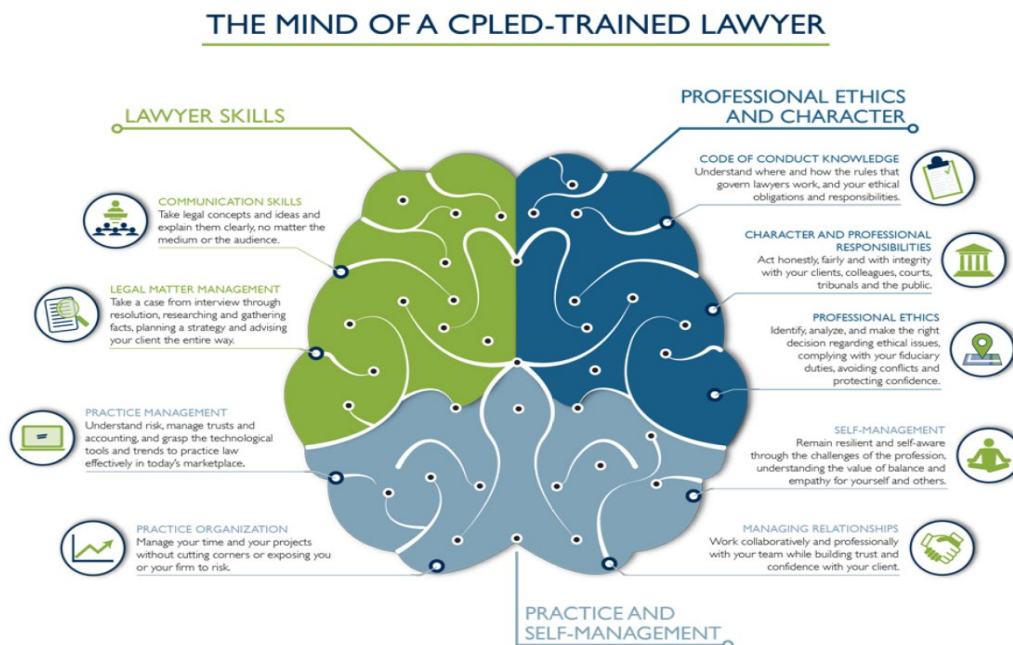 THE MIND OF A CPLED-TRAINED LAWYER
LAWYER SKILLS
COMMUNICATION SKILLS
Take legal concepts and ideas and
explain them clearly, no matter the
medium or the audience.
LEGAL MATTER MANAGEMENT
Take a case from interview through
resolution, researching and gathering
facts, planning a strategy and advising
your client the entire way.
PRACTICE MANAGEMENT
Understand risk, manage trusts and
accounting, and grasp the technological
tools and trends to practice law
effectively in today's marketplace.
PRACTICE ORGANIZATION
Manage your time and your projects
without cutting corners or exposing you
or your firm to risk.
PROFESSIONAL ETHICS
AND CHARACTER
CODE OF CONDUCT KNOWLEDGE
Understand where and how the rules that
govern lawyers work, and your ethical
obligations and responsibilities.
CHARACTER AND PROFESSIONAL
RESPONSIBILITIES
Act honestly, fairly and with integrity
with your clients, colleagues, courts,
tribunals and the public.
PROFESSIONAL ETHICS
Identify, analyze, and make the right
decision regarding ethical issues,
complying with your fiduciary
duties, avoiding conflicts and
protecting confidence.
SELF-MANAGEMENT
Remain resilient and self-aware
through the challenges of the profession,
understanding the value of balance and
empathy for yourself and others.
MANAGING RELATIONSHIPS
Work collaboratively and professionally
with your team while building trust and
confidence with your client.
PRACTICE AND
SELF-MANAGEMENT